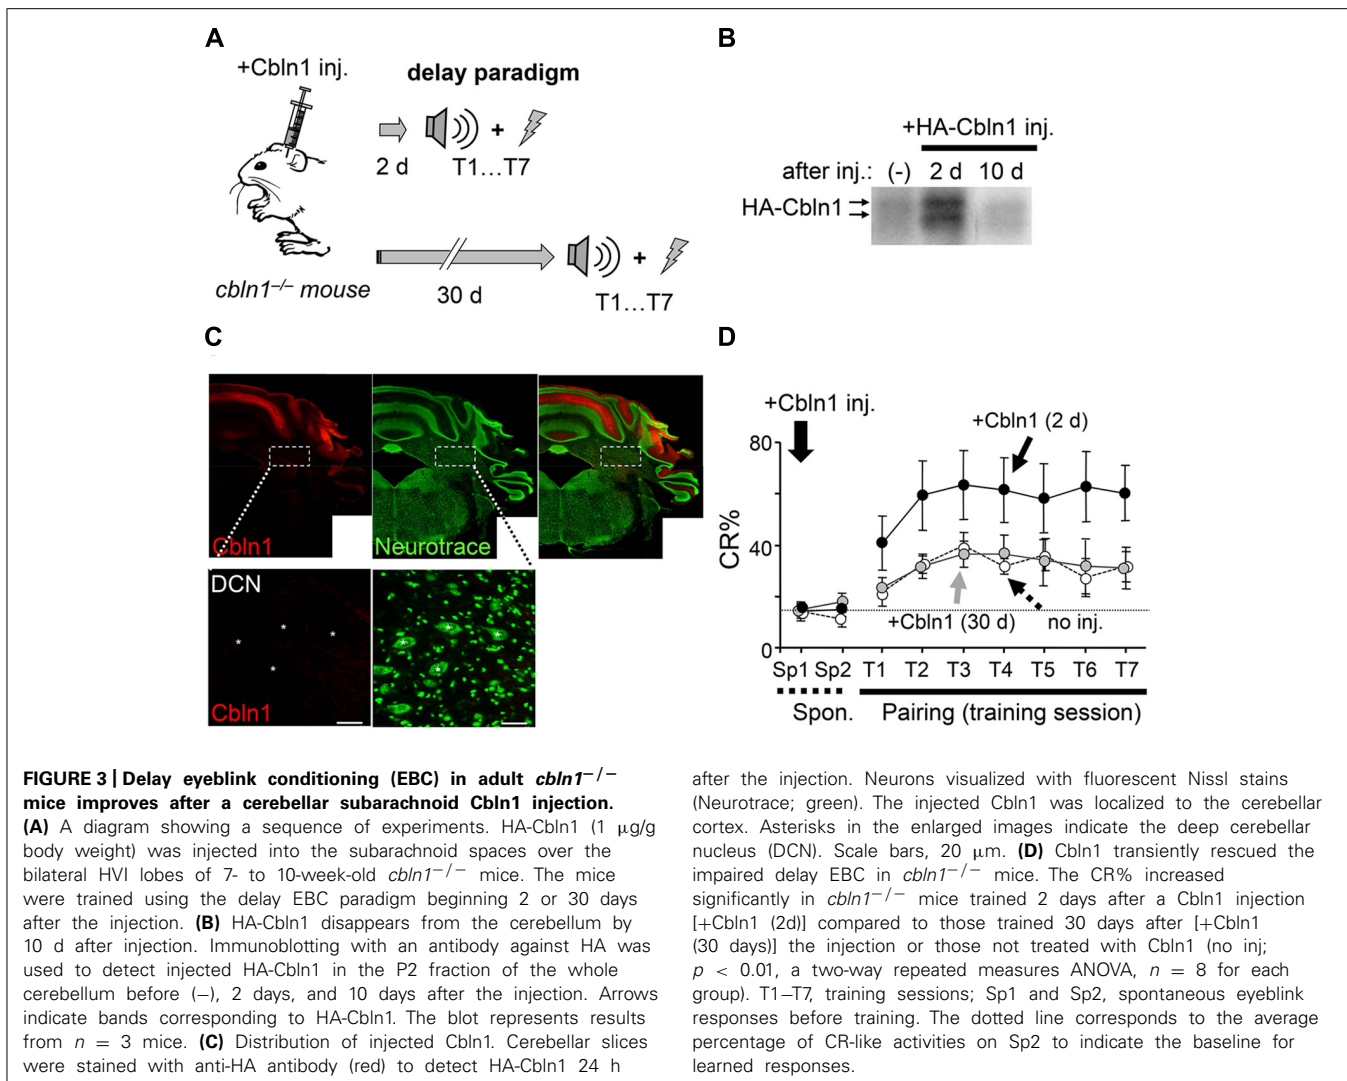 A
+Cbln1 inj.
delay paradigm
+
2 d
T1...T7
+
cbln1–/– mouse
30 d
T1...T7
B
+HA-Cbln1 inj.
after inj.: (-) 2 d 10 d
HA-Cbln1
C
Cbln1
Neurotrace
DCN
* * * *
Cbln1
* * * *
D
+Cbln1 inj.
+Cbln1 (2 d)
80
40
0
CR%
+Cbln1 (30 d)
no inj.
Sp1 Sp2 T1 T2 T3 T4 T5 T6 T7
Spon. Pairing (training session)
FIGURE 3 | Delay eyeblink conditioning (EBC) in adult cbln1−/−
mice improves after a cerebellar subarachnoid Cbln1 injection.
(A) A diagram showing a sequence of experiments. HA-Cbln1 (1 μg/g
body weight) was injected into the subarachnoid spaces over the
bilateral HVI lobes of 7- to 10-week-old cbln1−/− mice. The mice
were trained using the delay EBC paradigm beginning 2 or 30 days
after the injection. (B) HA-Cbln1 disappears from the cerebellum by
10 d after injection. Immunoblotting with an antibody against HA was
used to detect injected HA-Cbln1 in the P2 fraction of the whole
cerebellum before (−), 2 days, and 10 days after the injection. Arrows
indicate bands corresponding to HA-Cbln1. The blot represents results
from n = 3 mice. (C) Distribution of injected Cbln1. Cerebellar slices
were stained with anti-HA antibody (red) to detect HA-Cbln1 24 h
after the injection. Neurons visualized with fluorescent Nissl stains
(Neurotrace; green). The injected Cbln1 was localized to the cerebellar
cortex. Asterisks in the enlarged images indicate the deep cerebellar
nucleus (DCN). Scale bars, 20 μm. (D) Cbln1 transiently rescued the
impaired delay EBC in cbln1−/− mice. The CR% increased
significantly in cbln1−/− mice trained 2 days after a Cbln1 injection
[+Cbln1 (2d)] compared to those trained 30 days after [+Cbln1
(30 days)] the injection or those not treated with Cbln1 (no inj;
p < 0.01, a two-way repeated measures ANOVA, n = 8 for each
group). T1–T7, training sessions; Sp1 and Sp2, spontaneous eyeblink
responses before training. The dotted line corresponds to the average
percentage of CR-like activities on Sp2 to indicate the baseline for
learned responses.